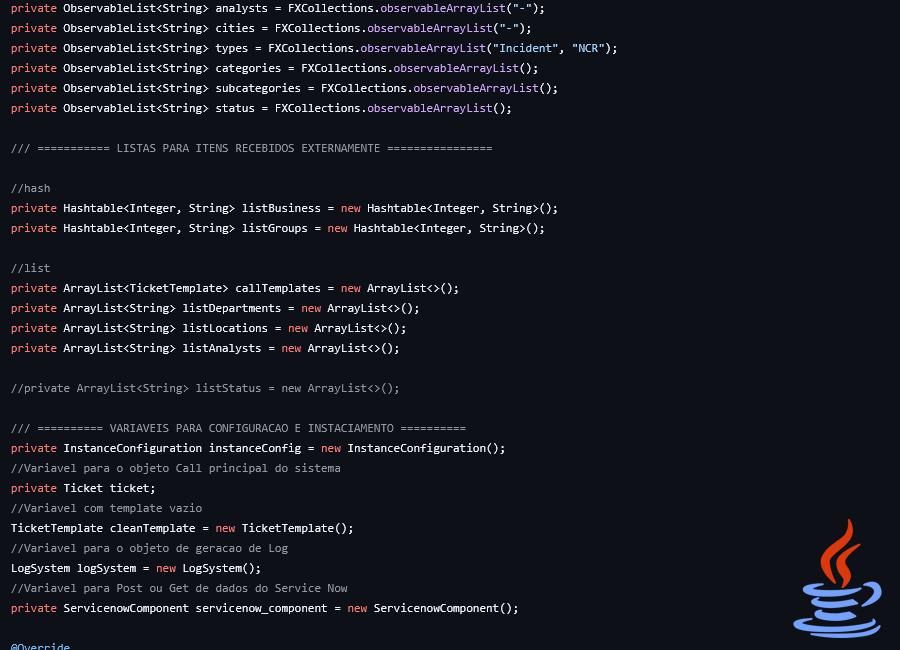 private ObservableList<String> analysts = FXCollections.observableArrayList("-");
private ObservableList<String> cities = FXCollections.observableArrayList("-");
private ObservableList<String> types = FXCollections.observableArrayList("Incident", "NCR");
private ObservableList<String> categories = FXCollections.observableArrayList();
private ObservableList<String> subcategories = FXCollections.observableArrayList();
private ObservableList<String> status = FXCollections.observableArrayList();
/// =========== LISTAS PARA ITENS RECEBIDOS EXTERNAMENTE ================
//hash
private Hashtable<Integer, String> listBusiness = new Hashtable<Integer, String>();
private Hashtable<Integer, String> listGroups = new Hashtable<Integer, String>();
//list
private ArrayList<TicketTemplate> callTemplates = new ArrayList<>();
private ArrayList<String> listDepartments = new ArrayList<>();
private ArrayList<String> listLocations = new ArrayList<>();
private ArrayList<String> listAnalysts = new ArrayList<>();
//private ArrayList<String> listStatus = new ArrayList<>();
/// ========== VARIAVEIS PARA CONFIGURACAO E INSTACIAMENTO ==========
private InstanceConfiguration instanceConfig = new InstanceConfiguration();
//Variavel para o objeto Call principal do sistema
private Ticket ticket;
//Variavel com template vazio
TicketTemplate cleanTemplate = new TicketTemplate();
//Variavel para o objeto de geracao de Log
LogSystem logSystem = new LogSystem();
//Variavel para Post ou Get de dados do Service Now
private ServicenowComponent servicenow_component = new ServicenowComponent();
@Override